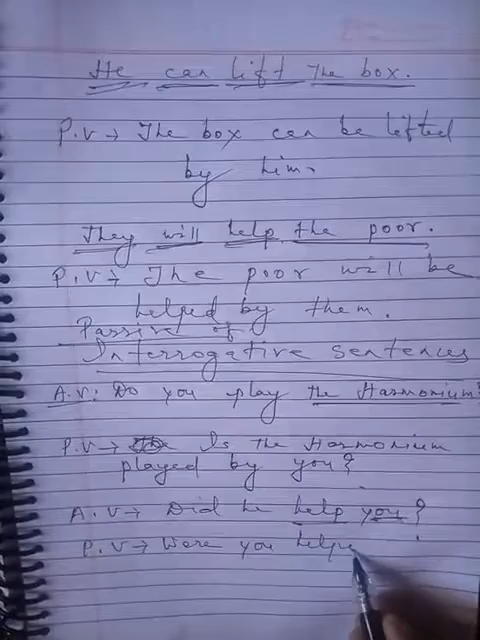 He can lift the box.
P.V → The box can be lifted
by him.
They will help the poor.
P.V → The poor will be
helped by them.
Passive of
Interrogative sentences
A.V: Do you play the Harmonium?
P.V → Is the Harmonium
played by you?
A.V → Did he help you?
P.V → Were you helpe